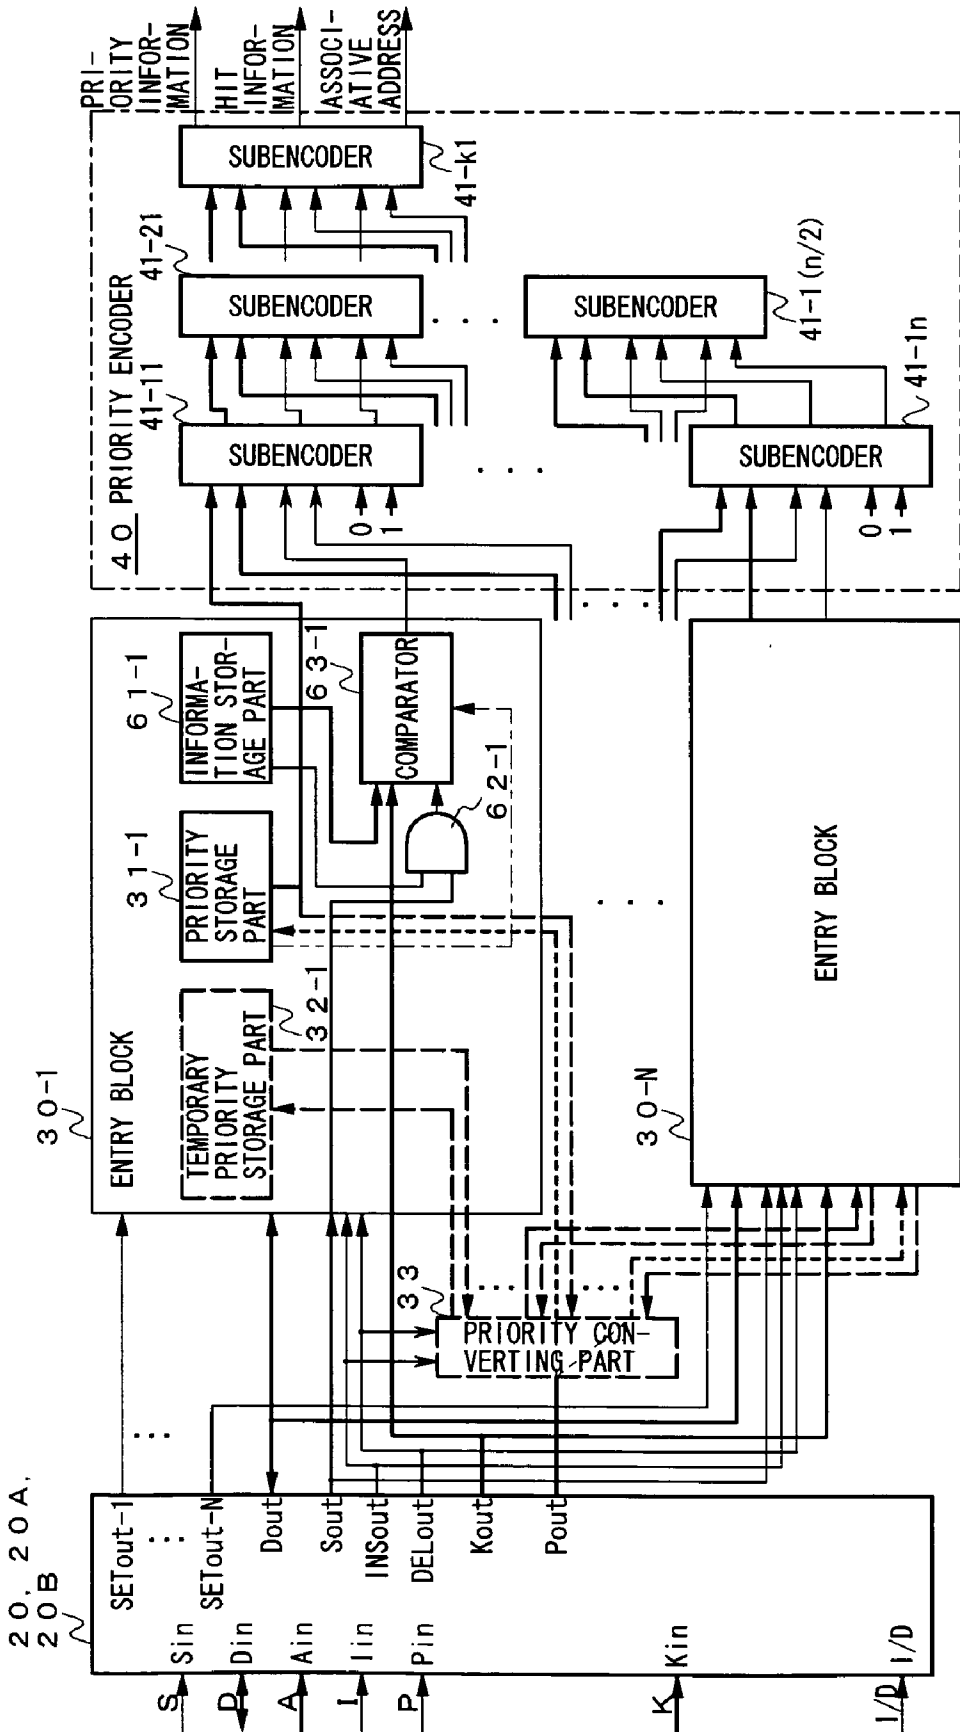 20, 20A,
20B
S
D
A
I
P
K
I/D
Sin
Din
Ain
Iin
Pin
Kin
I/D
SETout-1
SETout-N
Dout
Sout
INSout
DELout
Kout
Pout
30-1
ENTRY BLOCK
TEMPORARY
PRIORITY
STORAGE PART
32-1
31-1
PRIORITY
STORAGE
PART
61-1
INFORMA-
TION STOR-
AGE PART
63-1
COMPARATOR
62-1
33
PRIORITY CON-
VERTING PART
30-N
ENTRY BLOCK
40 PRIORITY ENCODER
41-11
SUBENCODER
0
1
41-21
SUBENCODER
SUBENCODER
41-k1
SUBENCODER
41-1(n/2)
SUBENCODER
41-1n
0
1
PRI-
ORITY
INFOR-
MATION
HIT
INFOR-
MATION
ASSOCI-
ATIVE
ADDRESS